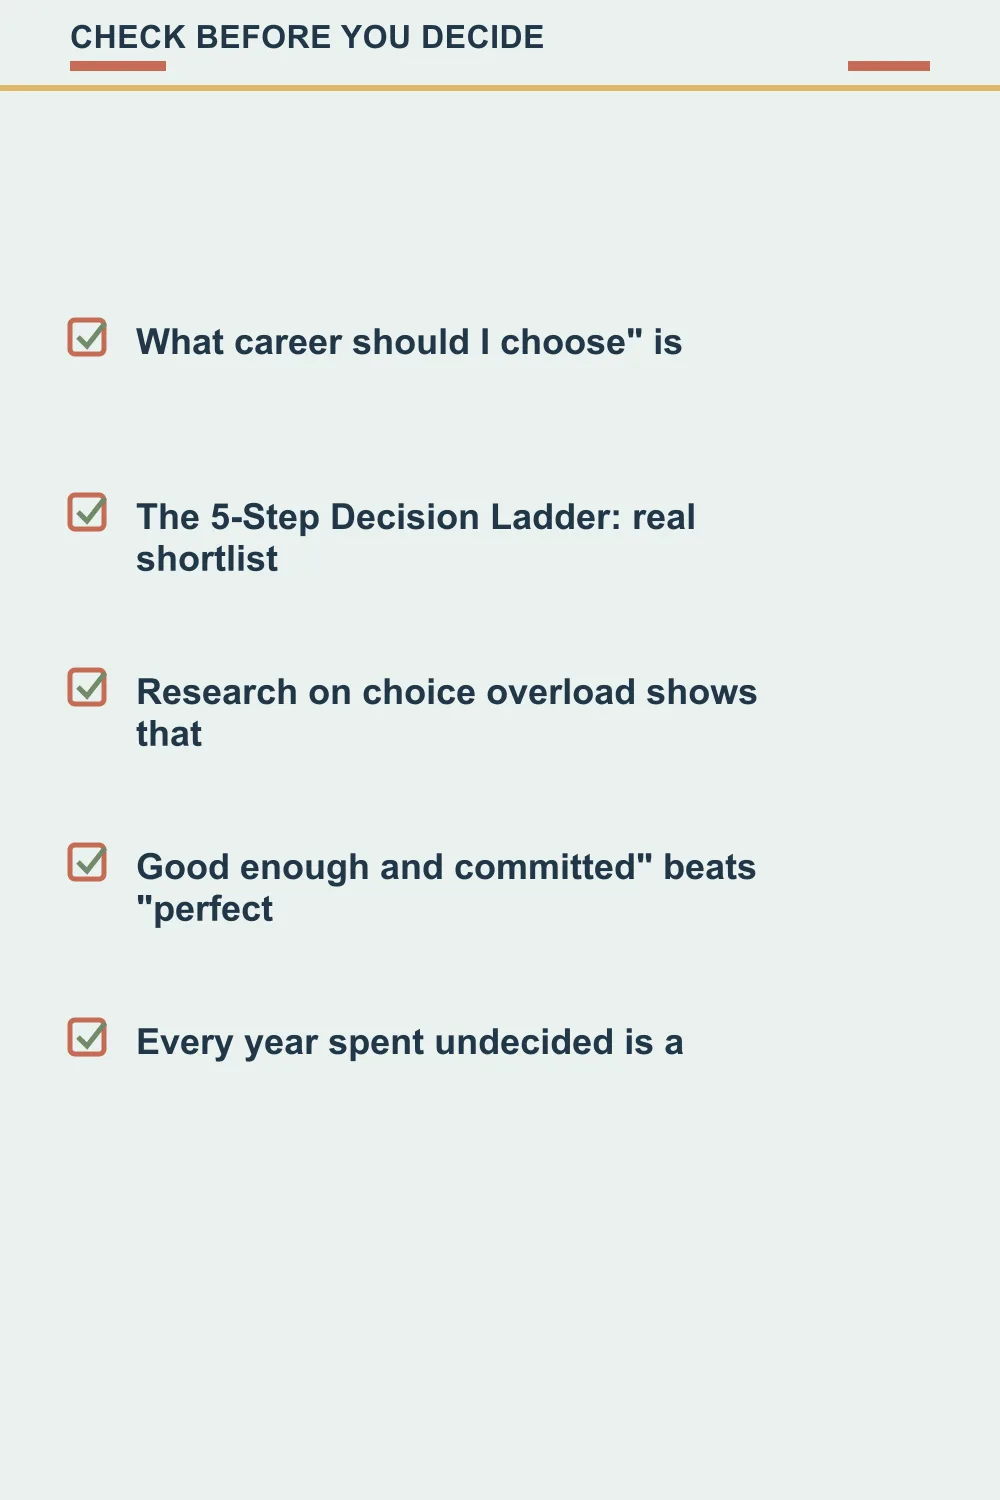 CHECK BEFORE YOU DECIDE
What career should I choose" is
The 5-Step Decision Ladder: real
shortlist
Research on choice overload shows
that
Good enough and committed" beats
"perfect
Every year spent undecided is a